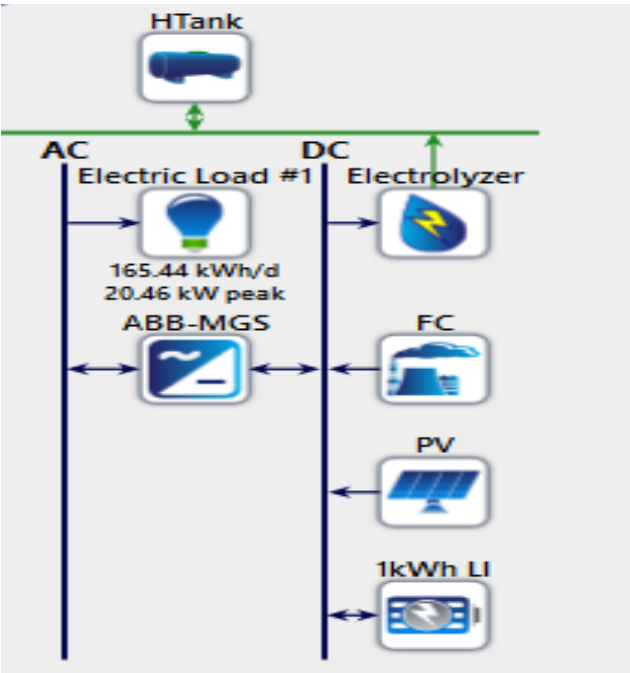 HTank
AC
DC
Electric Load #1
Electrolyzer
165.44 kWh/d
20.46 kW peak
ABB-MGS
FC
PV
1kWh LI